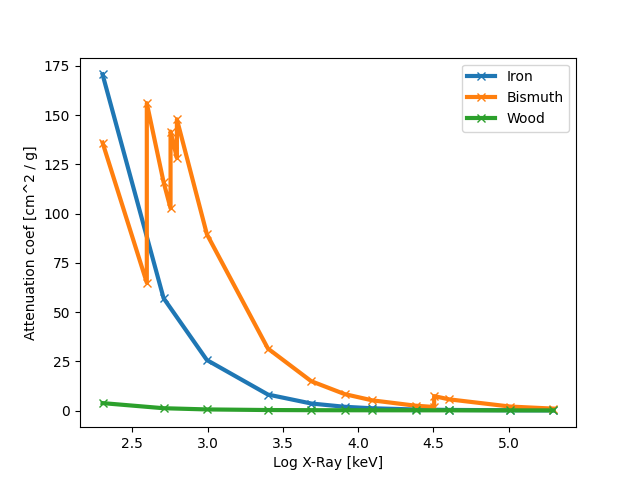 175
150
125
100
75
50
25
0
Attenuation coef [cm^2 / g]
Iron
Bismuth
Wood
2.5 3.0 3.5 4.0 4.5 5.0
Log X-Ray [keV]